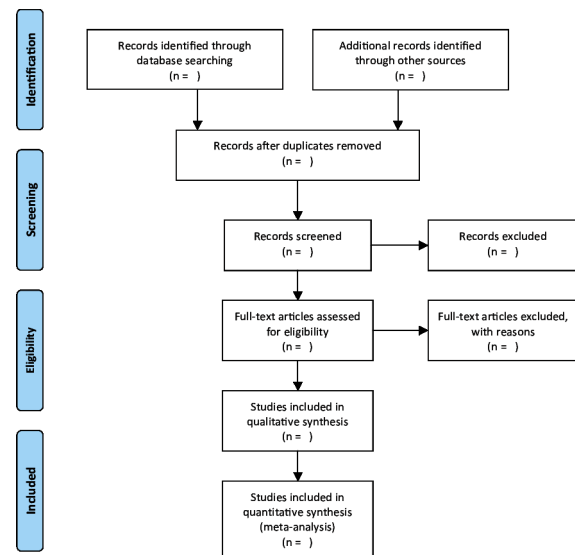 Identification
Records identified through
database searching
(n =   )
Additional records identified
through other sources
(n =   )
Records after duplicates removed
(n =   )
Screening
Records screened
(n =   )
Records excluded
(n =   )
Eligibility
Full-text articles assessed
for eligibility
(n =   )
Full-text articles excluded,
with reasons
(n =   )
Studies included in
qualitative synthesis
(n =   )
Included
Studies included in
quantitative synthesis
(meta-analysis)
(n =   )